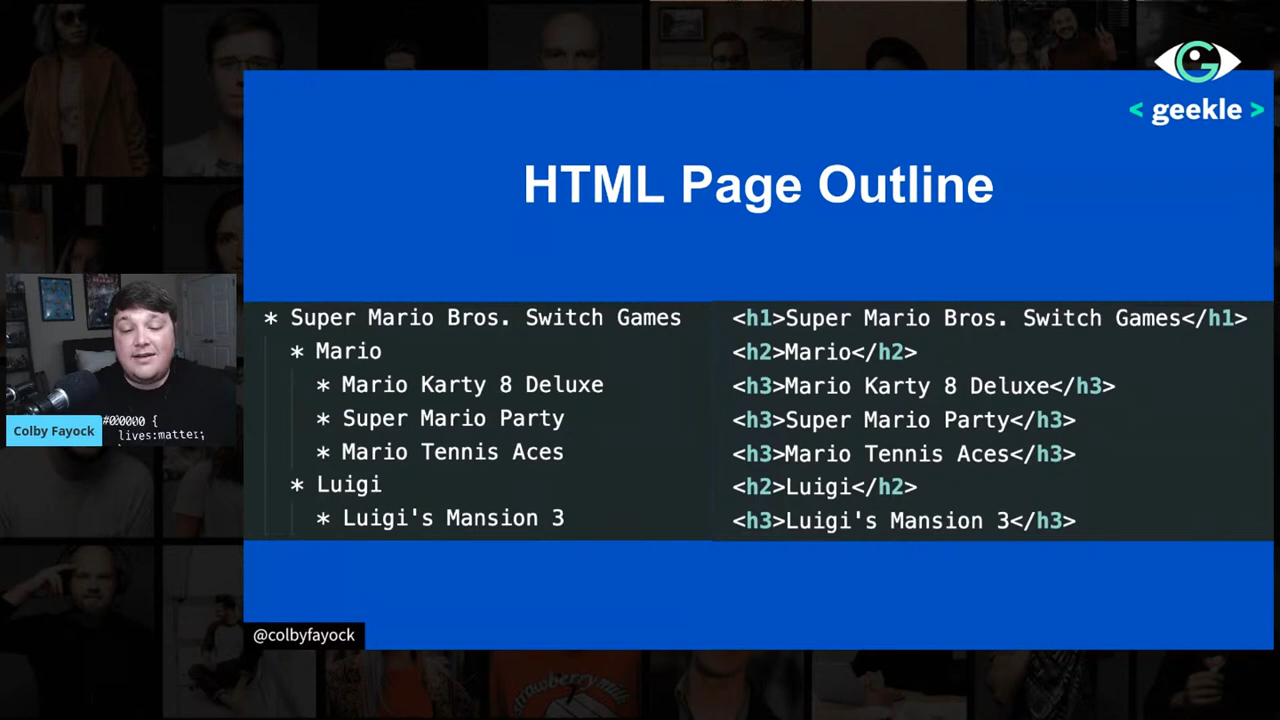 < geekle >
HTML Page Outline
* Super Mario Bros. Switch Games
* Mario
* Mario Karty 8 Deluxe
* Super Mario Party
* Mario Tennis Aces
* Luigi
* Luigi's Mansion 3
<h1>Super Mario Bros. Switch Games</h1>
<h2>Mario</h2>
<h3>Mario Karty 8 Deluxe</h3>
<h3>Super Mario Party</h3>
<h3>Mario Tennis Aces</h3>
<h2>Luigi</h2>
<h3>Luigi's Mansion 3</h3>
#000000 {
lives:matter;
Colby Fayock
@colbyfayock